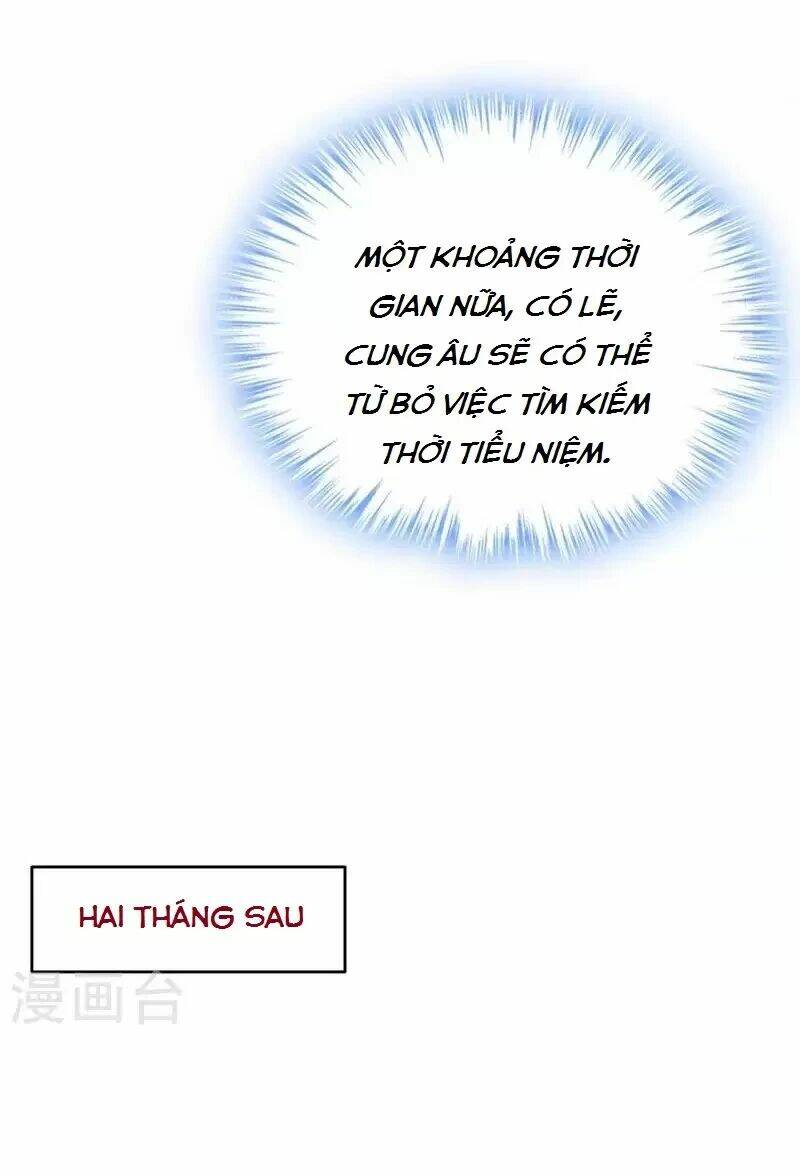 MỘT KHOẢNG THỜI
GIAN NỮA, CÓ LẼ,
CUNG ÂU SẼ CÓ THỂ
TỪ BỎ VIỆC TÌM KIẾM
THỜI TIỂU NIỆM.
HAI THÁNG SAU
漫画台